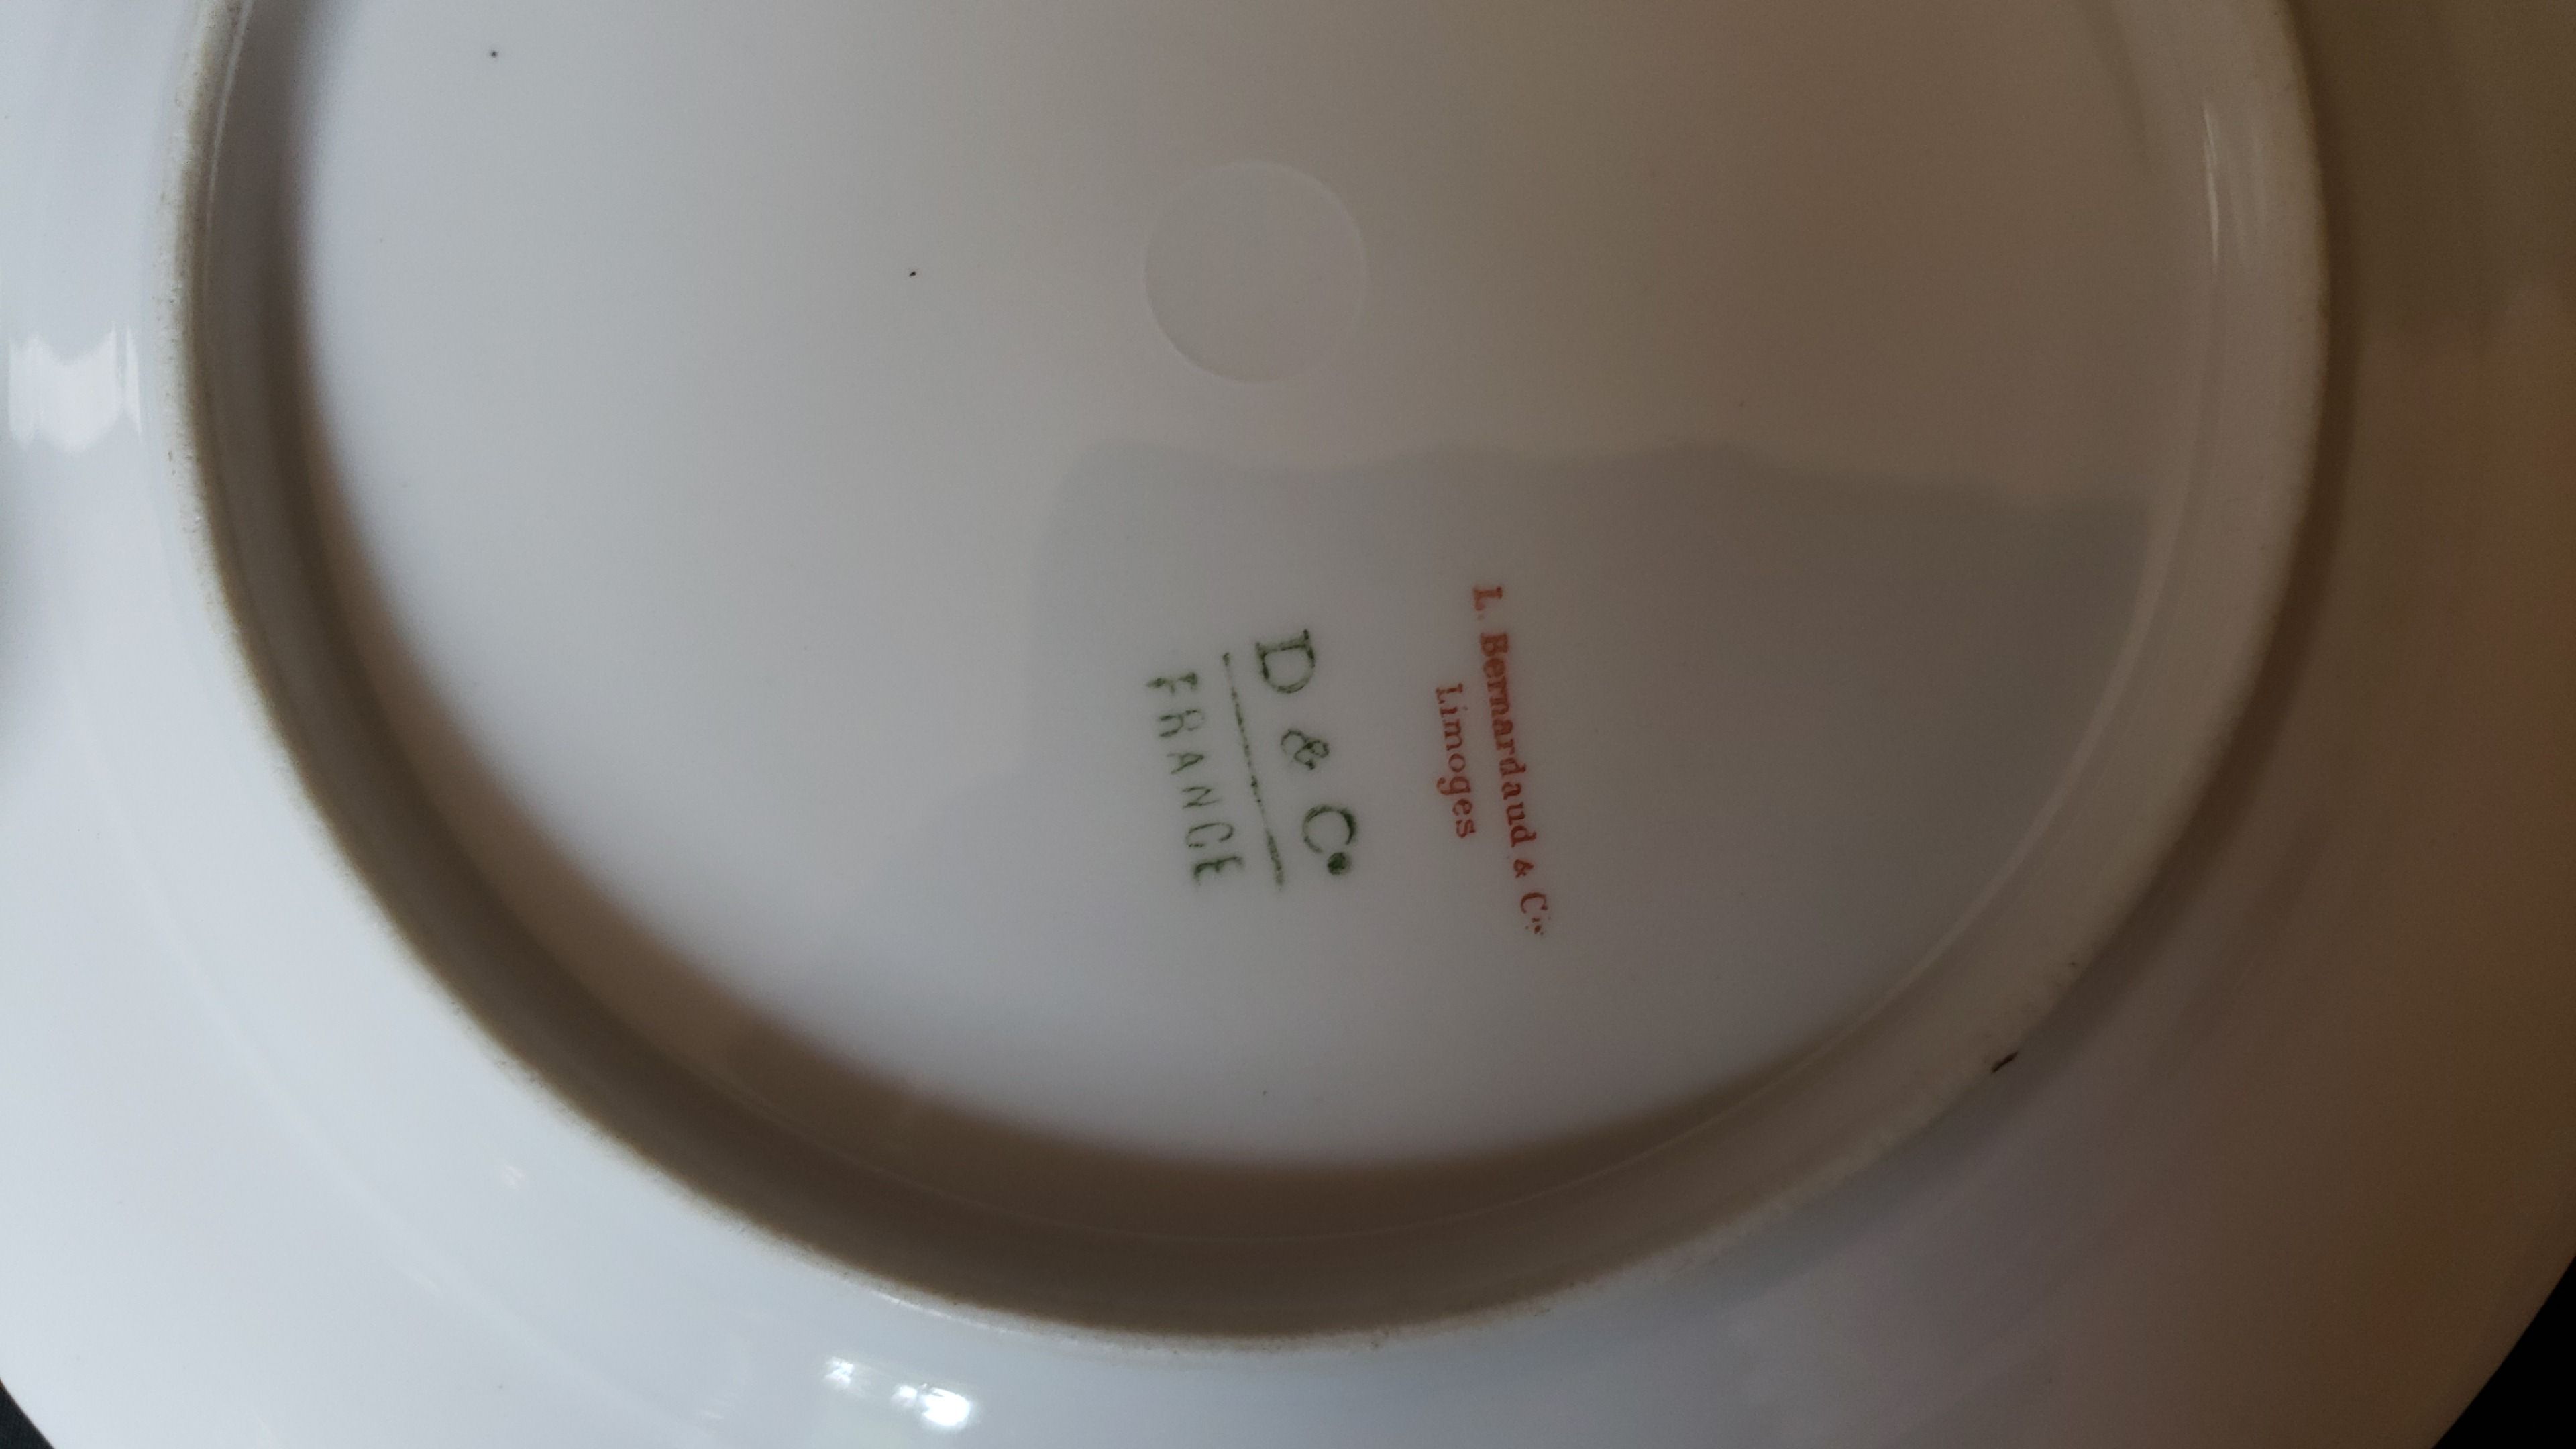 L. Bernardaud & Cie
Limoges
D & Co
FRANCE